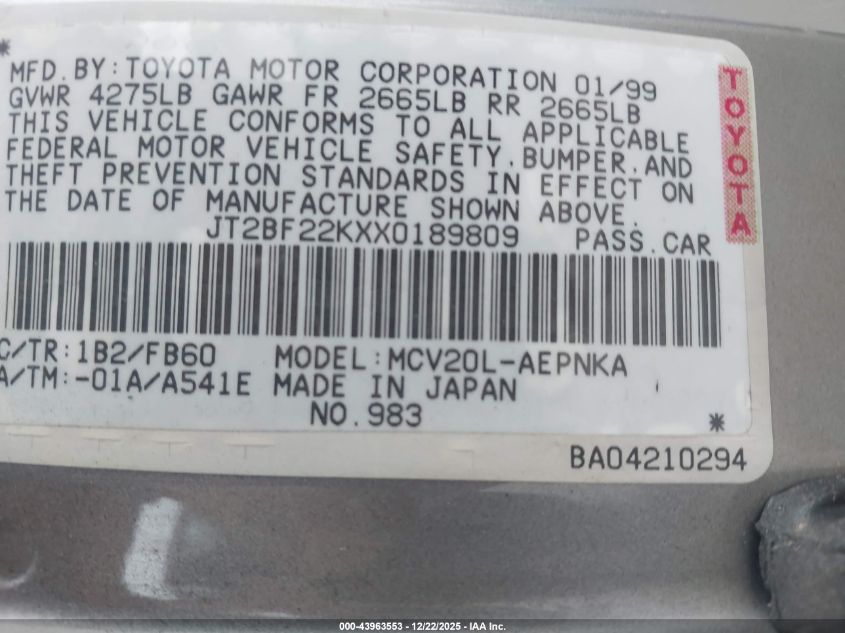 *
MFD.BY:TOYOTA MOTOR CORPORATION 01/99
GVWR 4275LB GAWR FR 2665LB RR 2665LB
THIS VEHICLE CONFORMS TO ALL APPLICABLE
FEDERAL MOTOR VEHICLE SAFETY,BUMPER,AND
THEFT PREVENTION STANDARDS IN EFFECT ON
THE DATE OF MANUFACTURE SHOWN ABOVE.
JT2BF22KXX0189809 PASS.CAR
TOYOTA
C/TR:1B2/FB60 MODEL:MCV20L-AEPNKA
A/TM:-01A/A541E MADE IN JAPAN
NO.983 *
BA04210294
000-43963553 - 12/22/2025 - IAA Inc.